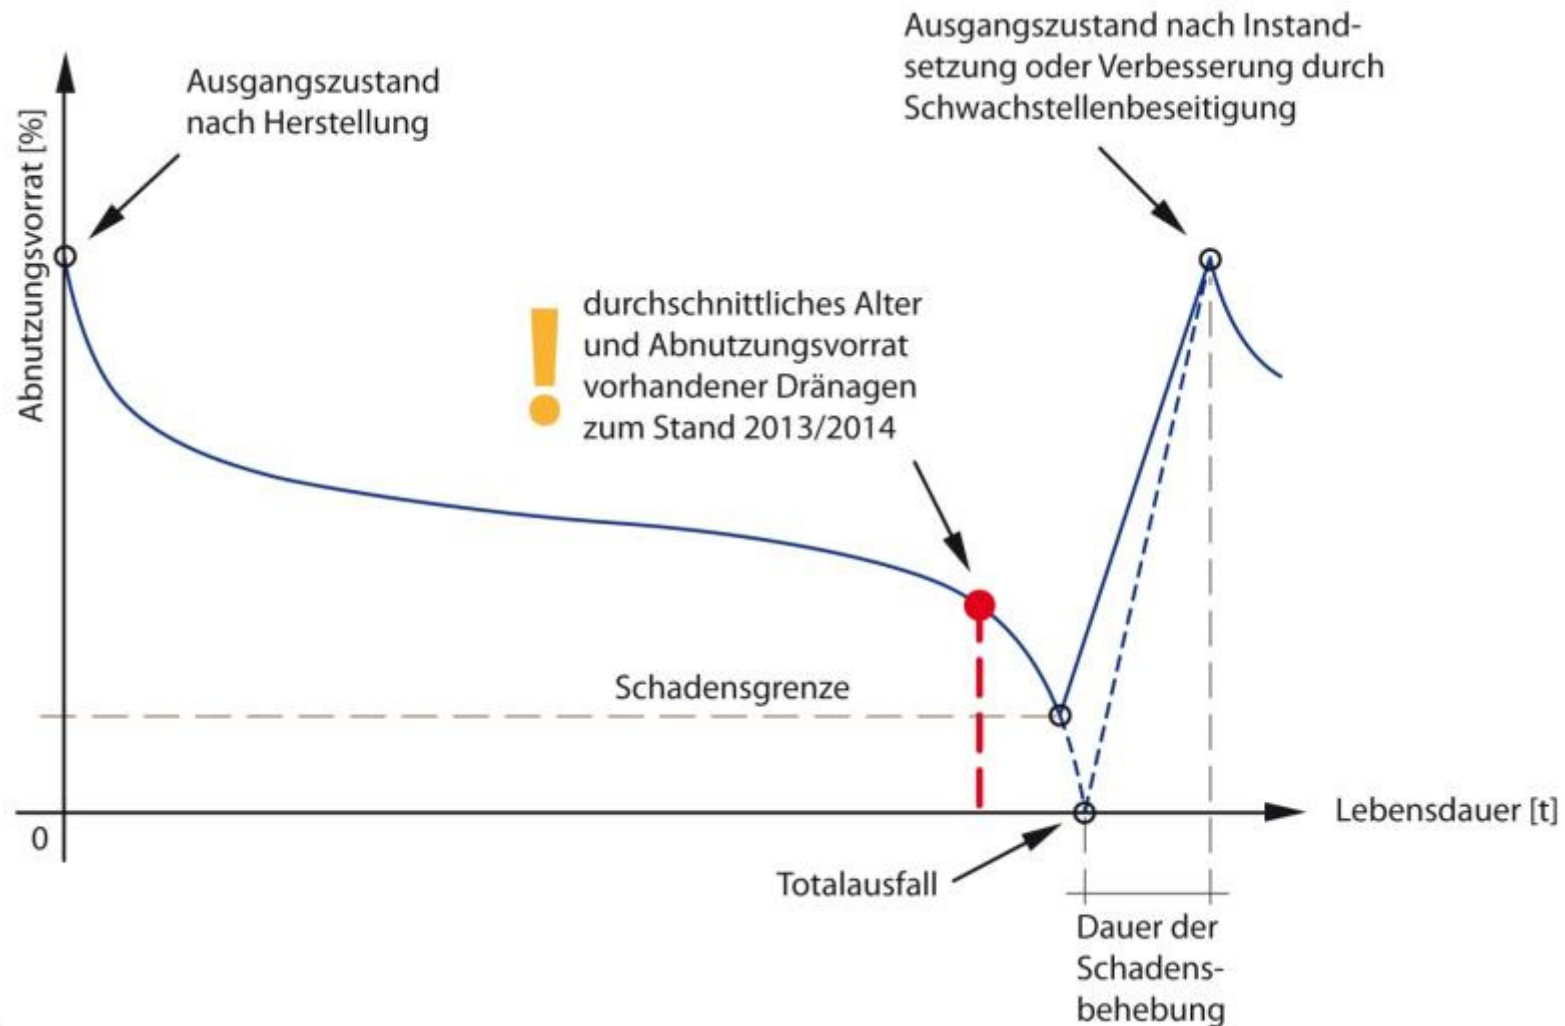 Ausgangszustand nach Instand-
setzung oder Verbesserung durch
Schwachstellenbeseitigung
Ausgangszustand
nach Herstellung
Abnutzungsvorrat [%]
durchschnittliches Alter
und Abnutzungsvorrat
vorhandener Dränagen
zum Stand 2013/2014
Schadensgrenze
Lebensdauer [t]
0
Totalausfall
Dauer der
Schadens-
behebung